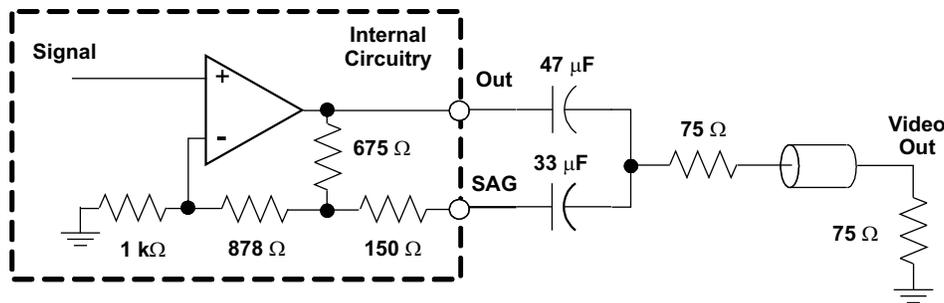 Signal
Internal
Circuitry
+
-
Out
47 µF
675 Ω
75 Ω
Video
Out
33 µF
SAG
1 kΩ
878 Ω
150 Ω
75 Ω